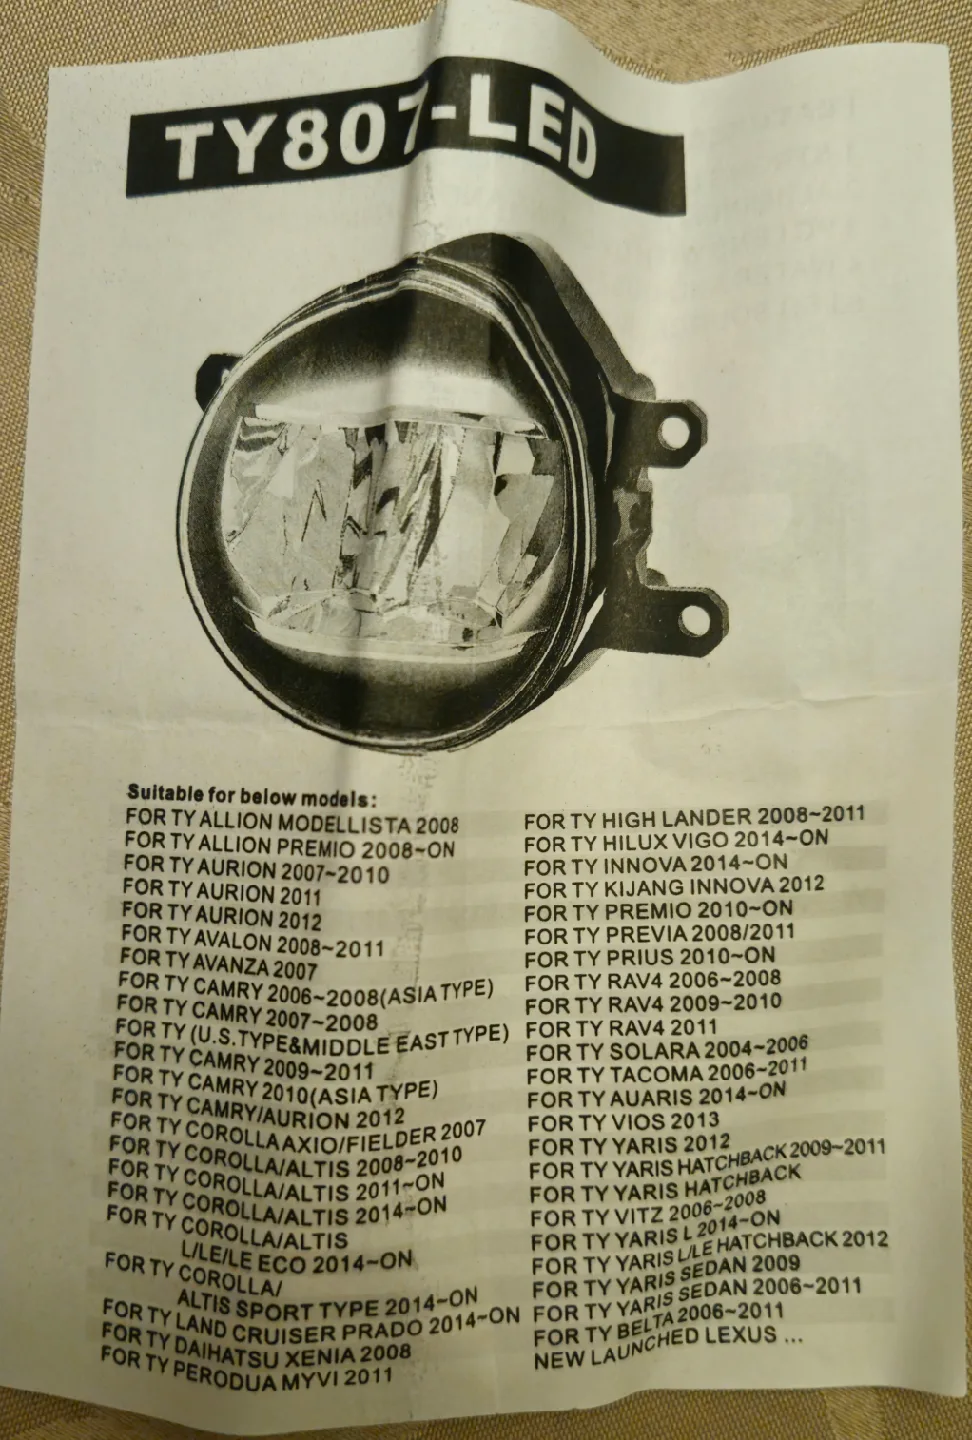 TY807-LED
Suitable for below models:
FOR TY ALLION MODELLISTA 2008
FOR TY ALLION PREMIO 2008~ON
FOR TY AURION 2007~2010
FOR TY AURION 2011
FOR TY AURION 2012
FOR TY AVALON 2008~2011
FOR TY AVANZA 2007
FOR TY CAMRY 2006~2008(ASIA TYPE)
FOR TY CAMRY 2007~2008
FOR TY (U.S.TYPE&MIDDLE EAST TYPE)
FOR TY CAMRY 2009~2011
FOR TY CAMRY 2010(ASIA TYPE)
FOR TY CAMRY/AURION 2012
FOR TY COROLLA AXIO/FIELDER 2007
FOR TY COROLLA/ALTIS 2008~2010
FOR TY COROLLA/ALTIS 2011~ON
FOR TY COROLLA/ALTIS 2014~ON
FOR TY COROLLA/ALTIS
L/LE/LE ECO 2014~ON
FOR TY COROLLA/
ALTIS SPORT TYPE 2014~ON
FOR TY LAND CRUISER PRADO 2014~ON
FOR TY DAIHATSU XENIA 2008
FOR TY PERODUA MYVI 2011
FOR TY HIGH LANDER 2008~2011
FOR TY HILUX VIGO 2014~ON
FOR TY INNOVA 2014~ON
FOR TY KIJANG INNOVA 2012
FOR TY PREMIO 2010~ON
FOR TY PREVIA 2008/2011
FOR TY PRIUS 2010~ON
FOR TY RAV4 2006~2008
FOR TY RAV4 2009~2010
FOR TY RAV4 2011
FOR TY SOLARA 2004~2006
FOR TY TACOMA 2006~2011
FOR TY AUARIS 2014~ON
FOR TY VIOS 2013
FOR TY YARIS 2012
FOR TY YARIS HATCHBACK 2009~2011
FOR TY YARIS HATCHBACK
FOR TY VITZ 2006~2008
FOR TY YARIS L 2014~ON
FOR TY YARIS L/LE HATCHBACK 2012
FOR TY YARIS SEDAN 2009
FOR TY YARIS SEDAN 2006~2011
FOR TY BELTA 2006~2011
NEW LAUNCHED LEXUS ...